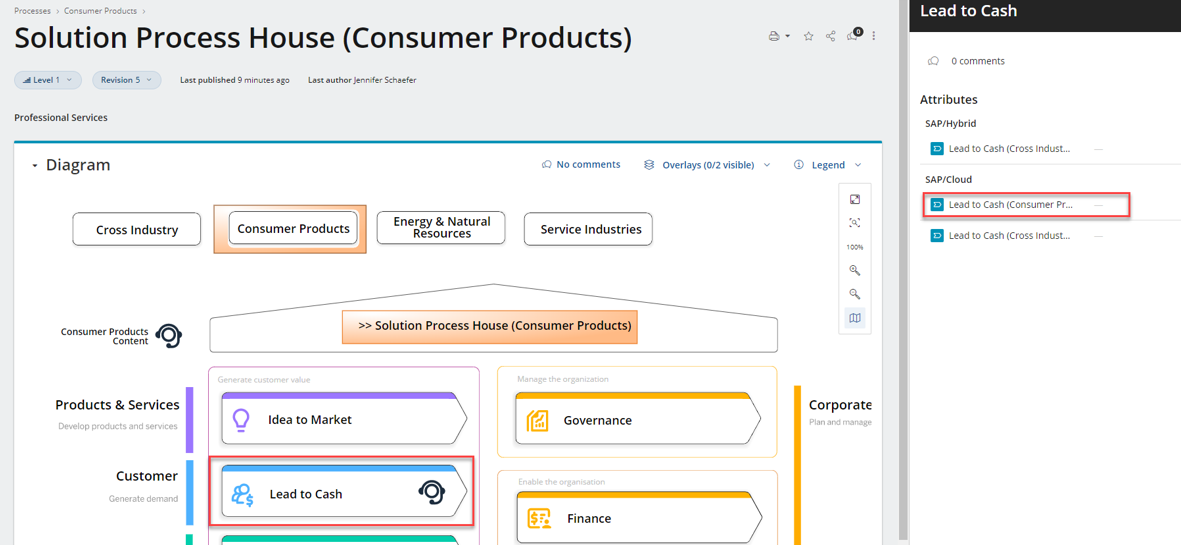 Processes > Consumer Products >
Solution Process House (Consumer Products)
0
Level 1
Revision 5
Last published 9 minutes ago
Last author Jennifer Schaefer
Professional Services
Diagram
No comments
Overlays (0/2 visible)
Legend
Cross Industry
Consumer Products
Energy & Natural
Resources
Service Industries
100%
>> Solution Process House (Consumer Products)
Consumer Products
Content
Generate customer value
Manage the organization
Products & Services
Develop products and services
Idea to Market
Governance
Corporate
Plan and manage
Customer
Generate demand
Lead to Cash
Enable the organisation
Finance
Lead to Cash
0 comments
Attributes
SAP/Hybrid
Lead to Cash (Cross Indust... —
SAP/Cloud
Lead to Cash (Consumer Pr... —
Lead to Cash (Cross Indust... —